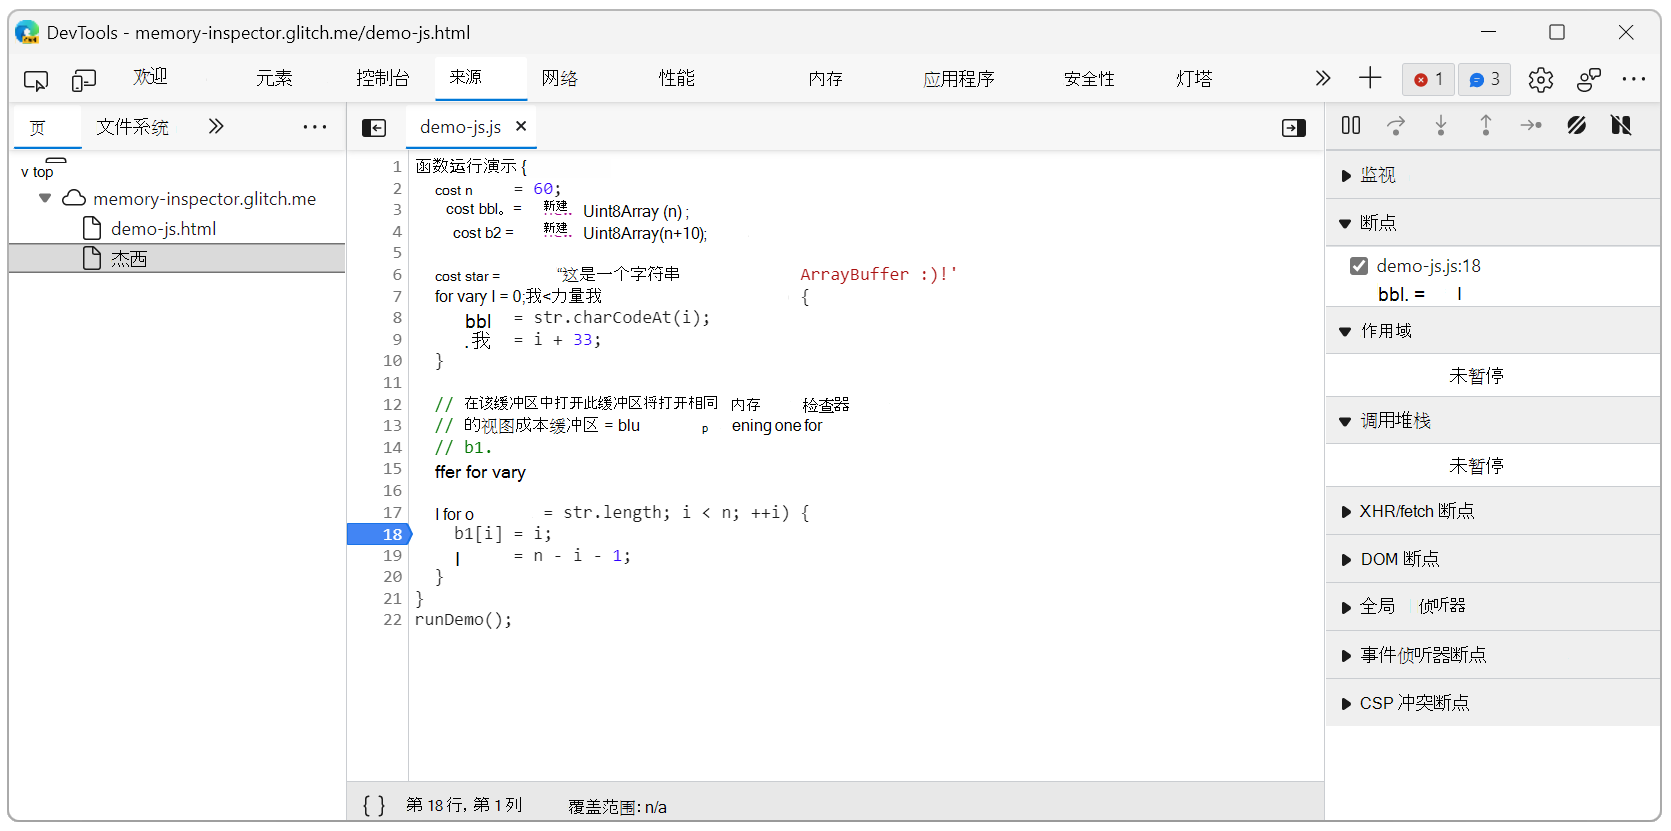 DevTools - memory-inspector.glitch.me/demo-js.html
欢迎 元素 控制台 来源 网络 性能 内存 应用程序 安全性 灯塔 1 3
页 文件系统
demo-js.js
v top
memory-inspector.glitch.me
demo-js.html
杰西
1 函数运行演示 {
2 cost n = 60;
3 cost bbl。= 新建 Uint8Array (n) ;
4 cost b2 = 新建 Uint8Array(n+10);
5
6 cost star = “这是一个字符串 ArrayBuffer :)!'
7 for vary I = 0;我<力量我 {
8 bbl = str.charCodeAt(i);
9 .我 = i + 33;
10 }
11
12 // 在该缓冲区中打开此缓冲区将打开相同 内存 检查器
13 // 的视图成本缓冲区 = blu p ening one for
14 // b1.
15 ffer for vary
16
17 I for o = str.length; i < n; ++i) {
18 b1[i] = i;
19 I = n - i - 1;
20 }
21 }
22 runDemo();
{ } 第 18 行, 第 1 列 覆盖范围: n/a
监视
断点
demo-js.js:18
bbl. = I
作用域
未暂停
调用堆栈
未暂停
XHR/fetch 断点
DOM 断点
全局 侦听器
事件侦听器断点
CSP 冲突断点